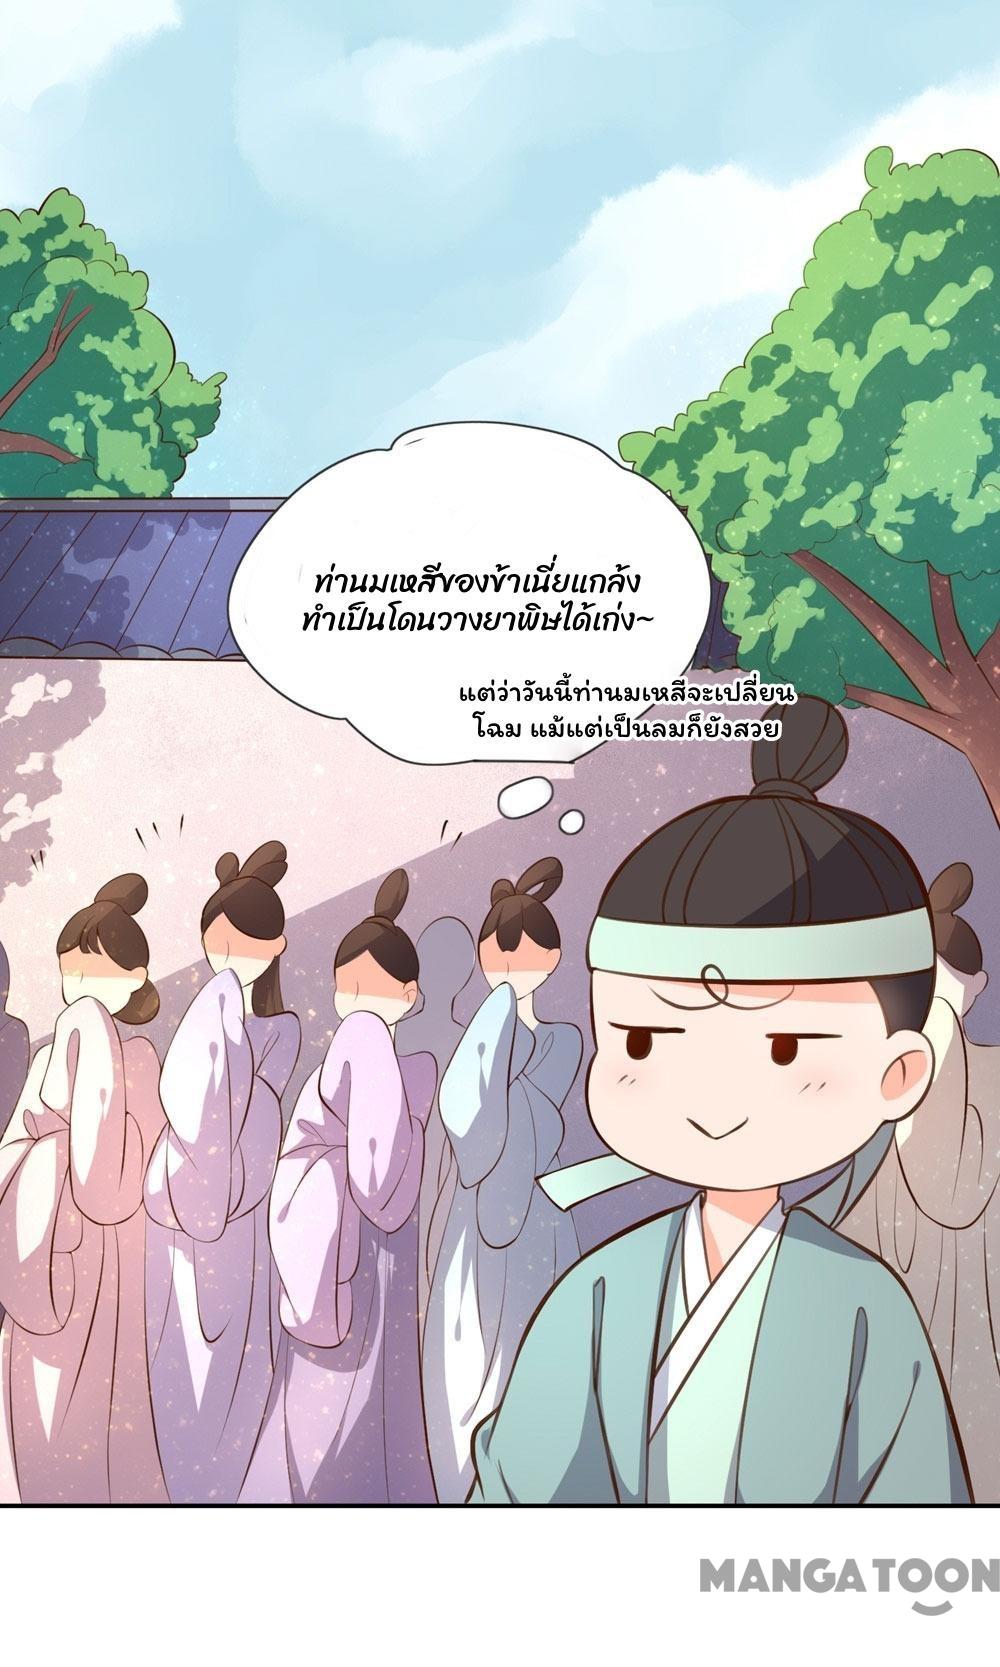 ท่านมเหสีของข้าเนี่ยแกล้ง
ทำเป็นโดนวางยาพิษได้เก่ง~
แต่ว่าวันนี้ท่านมเหสีจะเปลี่ยน
โฉม แม้แต่เป็นลมก็ยังสวย
MANGATOON